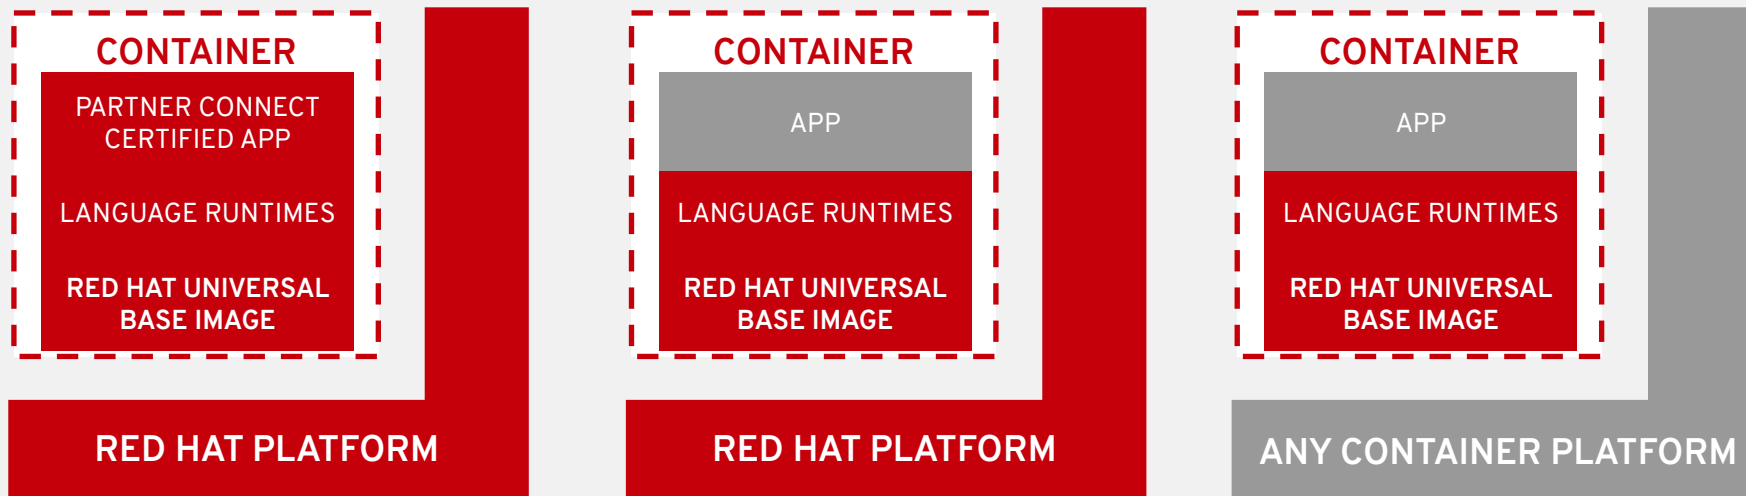 CONTAINER
PARTNER CONNECT
CERTIFIED APP
LANGUAGE RUNTIMES
RED HAT UNIVERSAL
BASE IMAGE
RED HAT PLATFORM
CONTAINER
APP
LANGUAGE RUNTIMES
RED HAT UNIVERSAL
BASE IMAGE
RED HAT PLATFORM
CONTAINER
APP
LANGUAGE RUNTIMES
RED HAT UNIVERSAL
BASE IMAGE
ANY CONTAINER PLATFORM